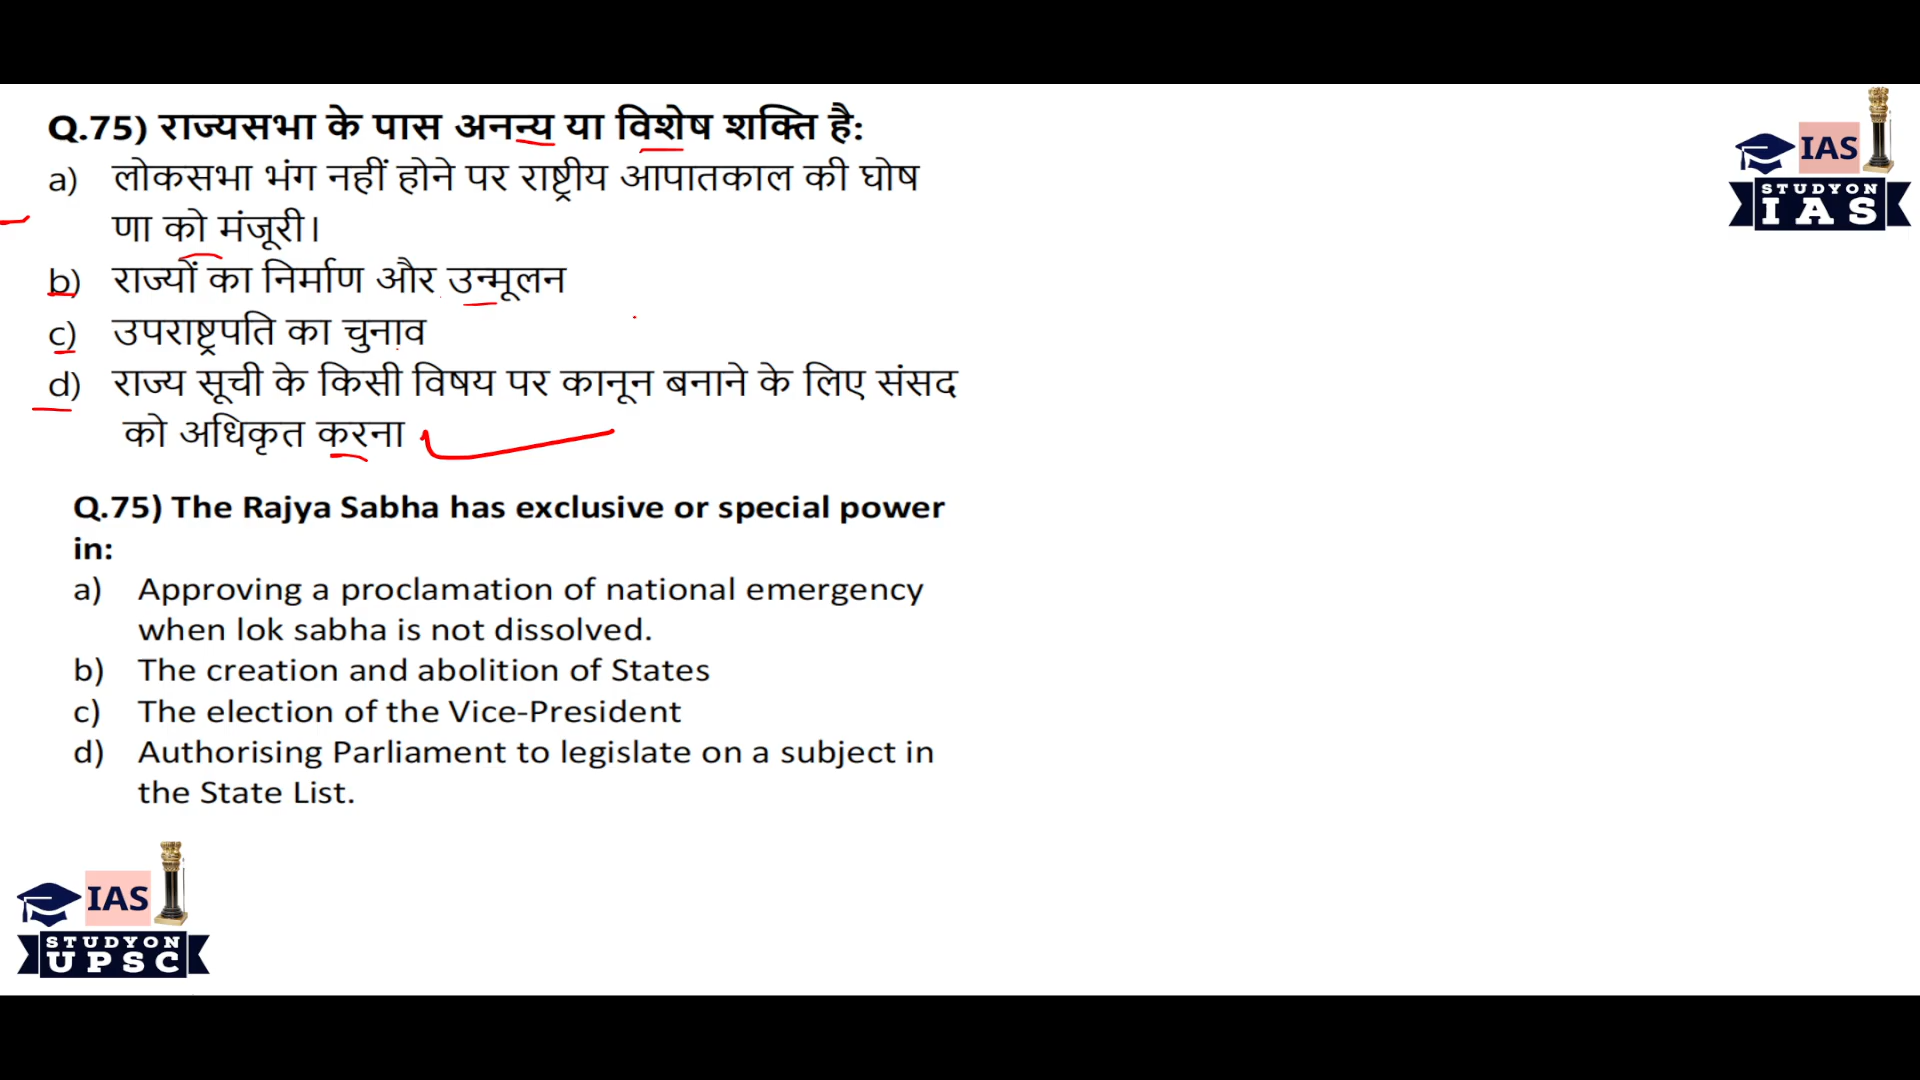 Q.75) राज्यसभा के पास अनन्य या विशेष शक्ति है:
IAS
STUDYON
IAS
a) लोकसभा भंग नहीं होने पर राष्ट्रीय आपातकाल की घोष
णा को मंजूरी।
b) राज्यों का निर्माण और उन्मूलन
c) उपराष्ट्रपति का चुनाव
d) राज्य सूची के किसी विषय पर कानून बनाने के लिए संसद
को अधिकृत करना
Q.75) The Rajya Sabha has exclusive or special power
in:
a) Approving a proclamation of national emergency
when lok sabha is not dissolved.
b) The creation and abolition of States
c) The election of the Vice-President
d) Authorising Parliament to legislate on a subject in
the State List.
IAS
STUDYON
UPSC